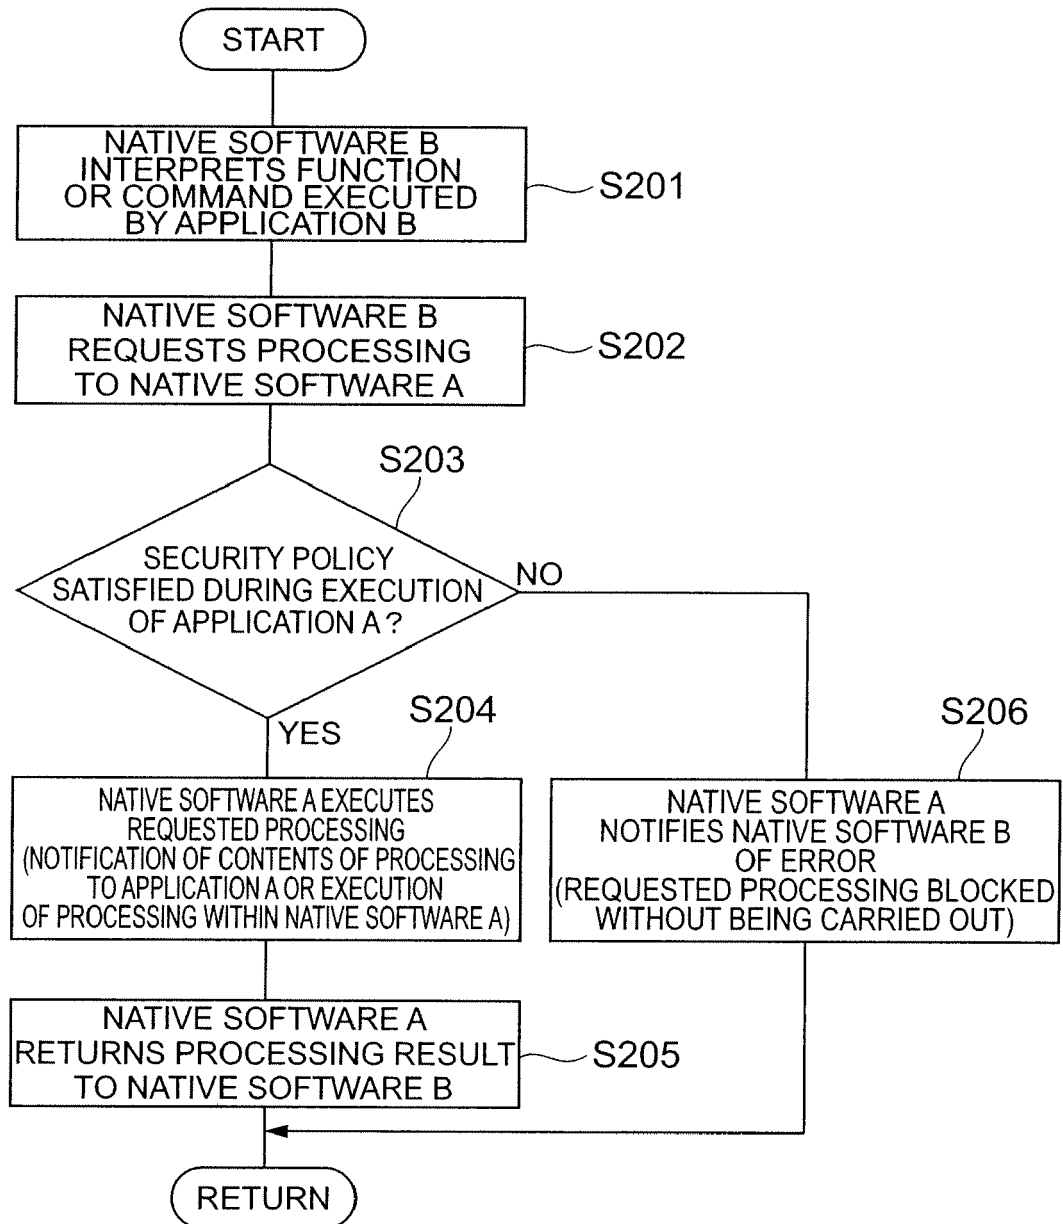 START
NATIVE SOFTWARE B
INTERPRETS FUNCTION
OR COMMAND EXECUTED
BY APPLICATION B
S201
NATIVE SOFTWARE B
REQUESTS PROCESSING
TO NATIVE SOFTWARE A
S202
S203
SECURITY POLICY
SATISFIED DURING EXECUTION
OF APPLICATION A?
NO
YES
S204
NATIVE SOFTWARE A EXECUTES
REQUESTED PROCESSING
(NOTIFICATION OF CONTENTS OF PROCESSING
TO APPLICATION A OR EXECUTION
OF PROCESSING WITHIN NATIVE SOFTWARE A)
S206
NATIVE SOFTWARE A
NOTIFIES NATIVE SOFTWARE B
OF ERROR
(REQUESTED PROCESSING BLOCKED
WITHOUT BEING CARRIED OUT)
NATIVE SOFTWARE A
RETURNS PROCESSING RESULT
TO NATIVE SOFTWARE B
S205
RETURN